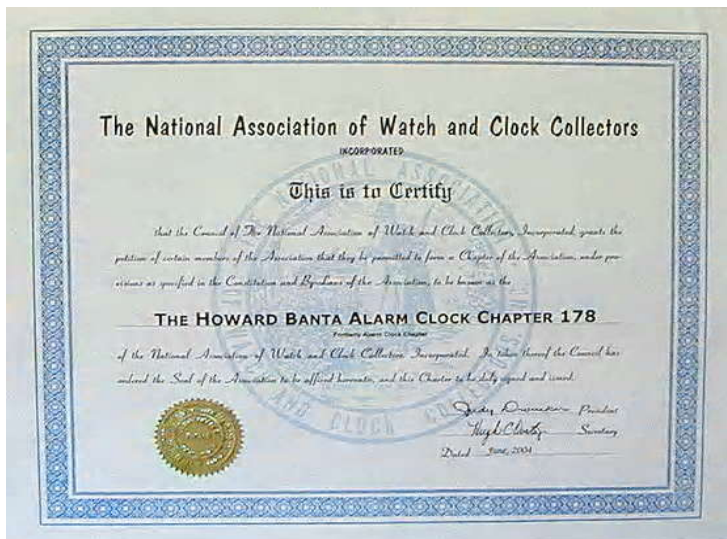 The National Association of Watch and Clock Collectors
INCORPORATED
This is to Certify
that the Council of The National Association of Watch and Clock Collectors, Incorporated, grants the
petition of certain members of the Association that they be permitted to form a Chapter of the Association, under pro-
visions as specified in the Constitution and By-Laws of the Association, to be known as the
THE HOWARD BANTA ALARM CLOCK CHAPTER 178
Formerly Alarm Clock Chapter
of the National Association of Watch and Clock Collectors, Incorporated. In token thereof the Council has
ordered the Seal of the Association to be affixed hereunto, and this Charter to be duly signed and issued.
Judy President
Hugh Secretary
Dated June, 2004
NATIONAL ASSOCIATION
AND CLOCK